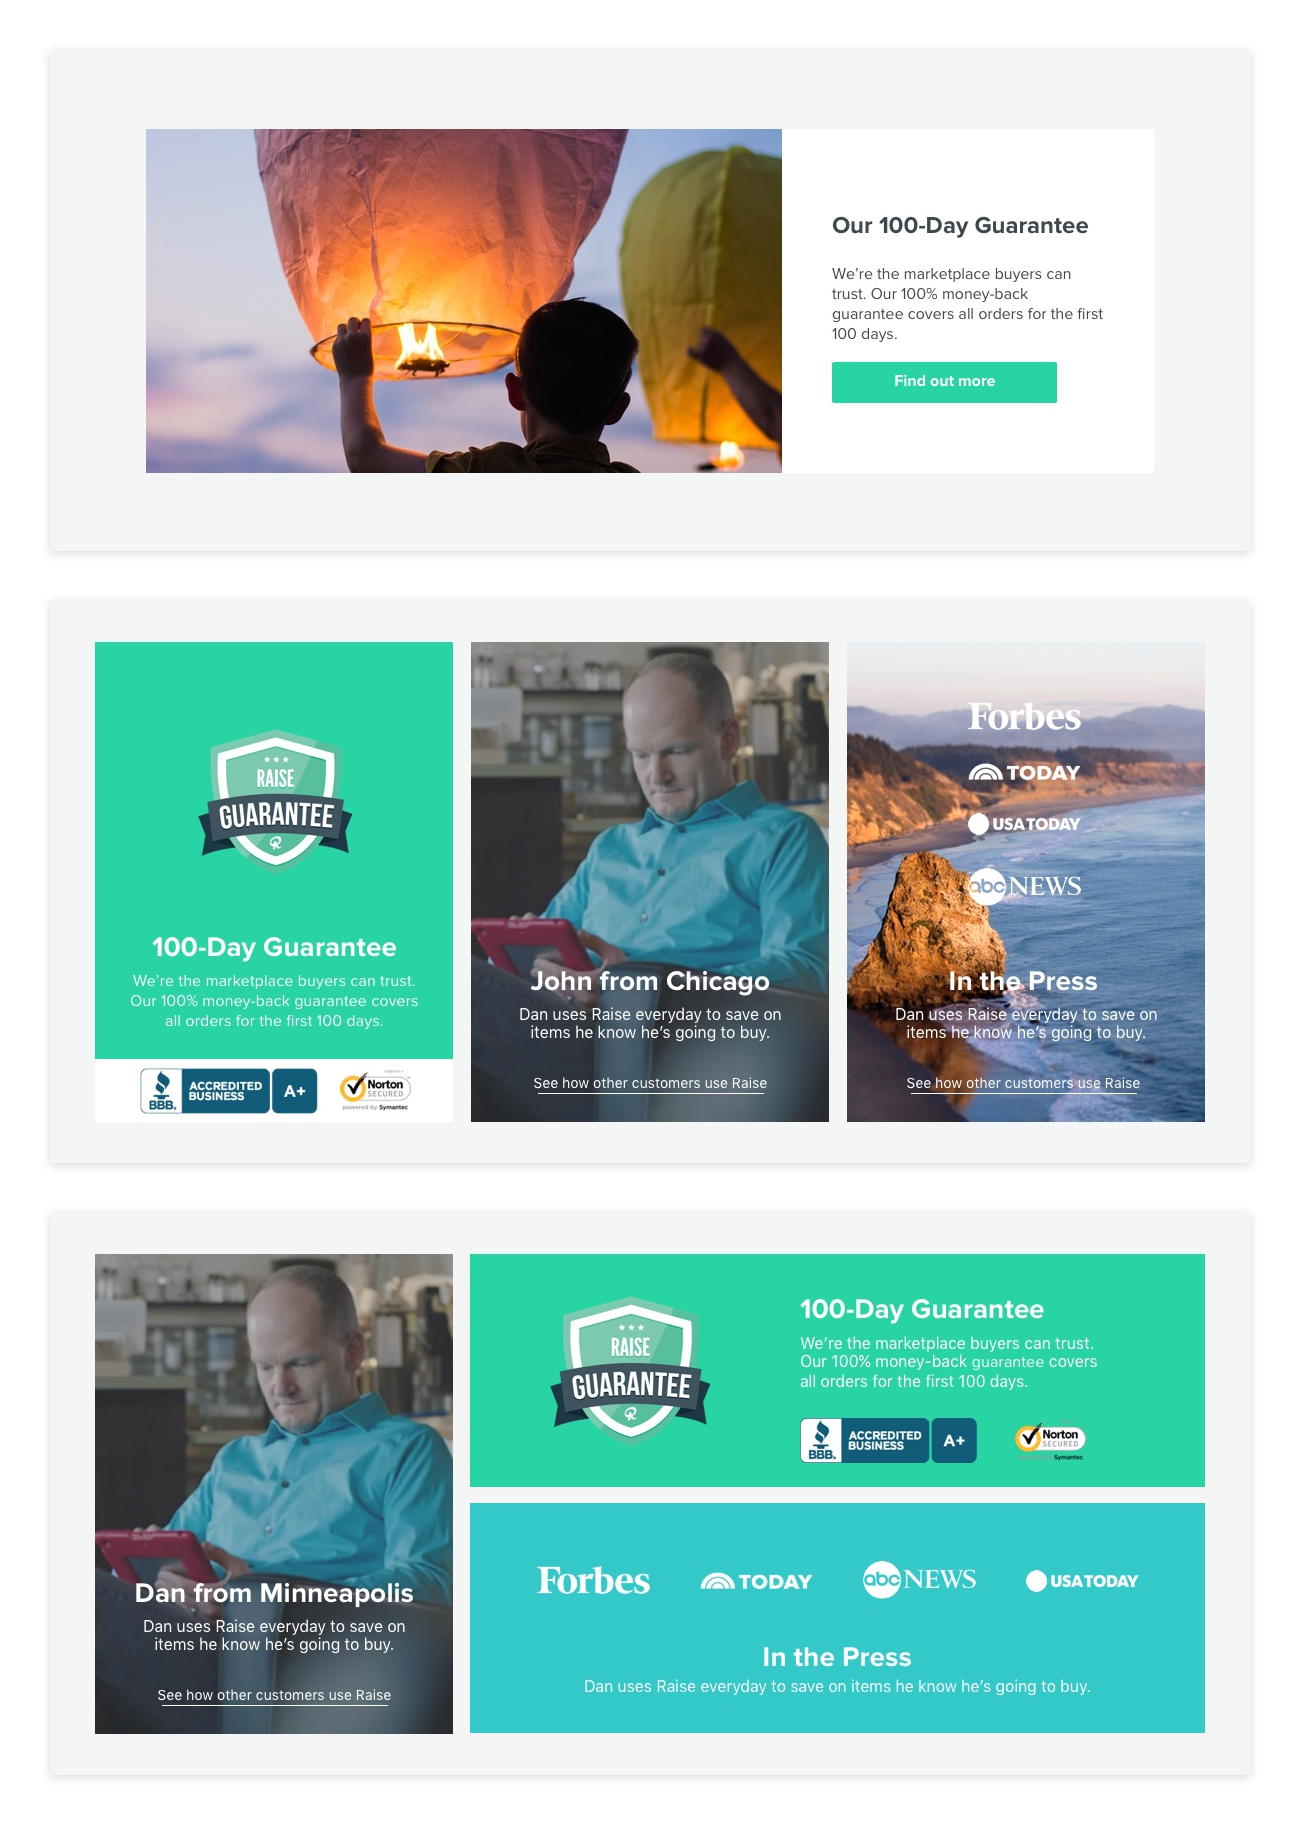 Our 100-Day Guarantee
We're the marketplace buyers can
trust. Our 100% money-back
guarantee covers all orders for the first
100 days.
Find out more
RAISE
GUARANTEE
R
100-Day Guarantee
We're the marketplace buyers can trust.
Our 100% money-back guarantee covers
all orders for the first 100 days.
BBB.
ACCREDITED
BUSINESS
A+
Norton
SECURED
powered by Symantec
John from Chicago
Dan uses Raise everyday to save on
items he know he's going to buy.
See how other customers use Raise
Forbes
TODAY
USA TODAY
abc NEWS
In the Press
Dan uses Raise everyday to save on
items he know he's going to buy.
See how other customers use Raise
Dan from Minneapolis
Dan uses Raise everyday to save on
items he know he's going to buy.
See how other customers use Raise
RAISE
GUARANTEE
R
100-Day Guarantee
We're the marketplace buyers can trust.
Our 100% money-back guarantee covers
all orders for the first 100 days.
BBB.
ACCREDITED
BUSINESS
A+
Norton
SECURED
Symantec
Forbes
TODAY
abc NEWS
USA TODAY
In the Press
Dan uses Raise everyday to save on items he know he's going to buy.